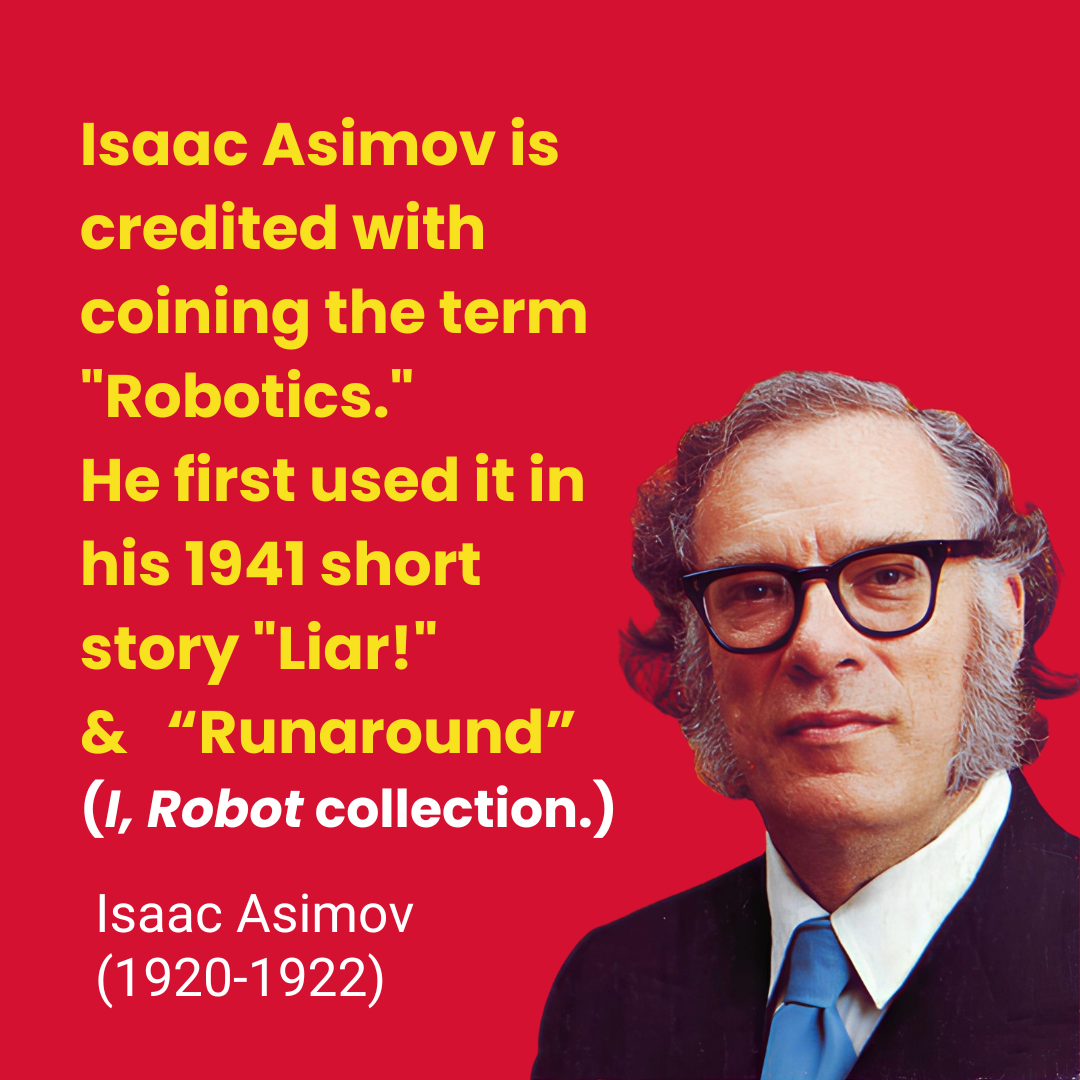 Isaac Asimov is
credited with
coining the term
"Robotics."
He first used it in
his 1941 short
story "Liar!"
& “Runaround”
(I, Robot collection.)
Isaac Asimov
(1920-1922)